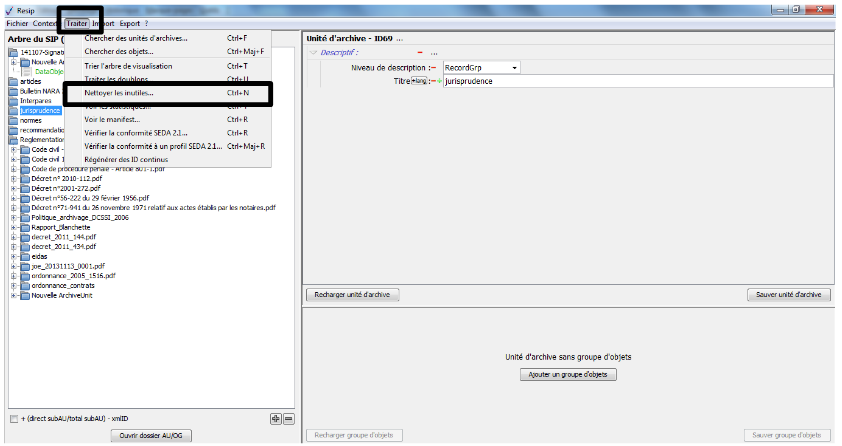 Resip
Fichier Traiter Import Export ?
Arbre du SIP (
141107-Signat
Nouvelle Ar
DataObje
articles
Bulletin NARA
Interpares
jurisprudence
normes
recommandatio
Reglementation
Code civil -
Code civil 1
Code de procédure pénale - Article 801-1.pdf
Décret n° 2010-112.pdf
Décret n°2001-272.pdf
Décret n°56-222 du 29 février 1956.pdf
Décret n°71-941 du 26 novembre 1971 relatif aux actes établis par les notaires.pdf
Politique_archivage_DCSSI_2006
Rapport_Blanchette
decret_2011_144.pdf
decret_2011_434.pdf
eidas
joe_20131113_0001.pdf
ordonnance_2005_1516.pdf
ordonnance_contrats
Nouvelle ArchiveUnit
+ (direct subAU/total subAU) - xmlID
Ouvrir dossier AU/OG
Chercher des unités d'archives... Ctrl+F
Chercher des objets... Ctrl+Maj+F
Trier l'arbre de visualisation Ctrl+T
Traiter les doublons Ctrl+U
Nettoyer les inutiles... Ctrl+N
Voir les statistiques...
Voir le manifest... Ctrl+R
Vérifier la conformité SEDA 2.1... Ctrl+R
Vérifier la conformité à un profil SEDA 2.1... Ctrl+Maj+R
Régénérer des ID continus
Unité d'archive - ID69 ...
Descriptif : − ...
Niveau de description :− RecordGrp
Titre +lang :−+ jurisprudence
Recharger unité d'archive Sauver unité d'archive
Unité d'archive sans groupe d'objets
Ajouter un groupe d'objets
Recharger groupe d'objets Sauver groupe d'objets